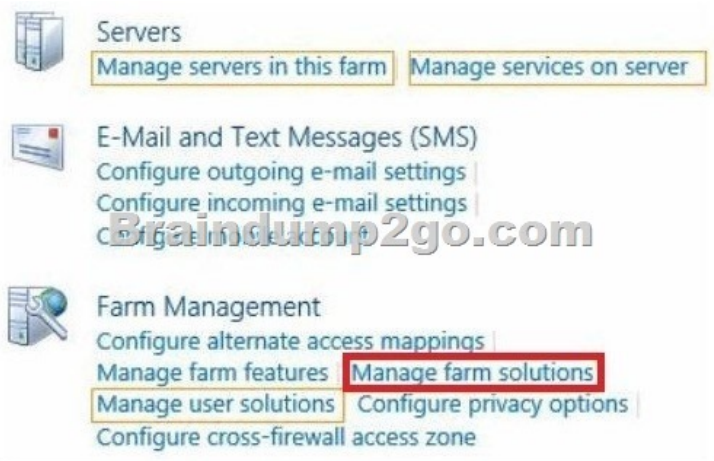 Servers
Manage servers in this farm | Manage services on server
E-Mail and Text Messages (SMS)
Configure outgoing e-mail settings |
Configure incoming e-mail settings |
Braindump2go.com
Farm Management
Configure alternate access mappings |
Manage farm features | Manage farm solutions
Manage user solutions | Configure privacy options |
Configure cross-firewall access zone